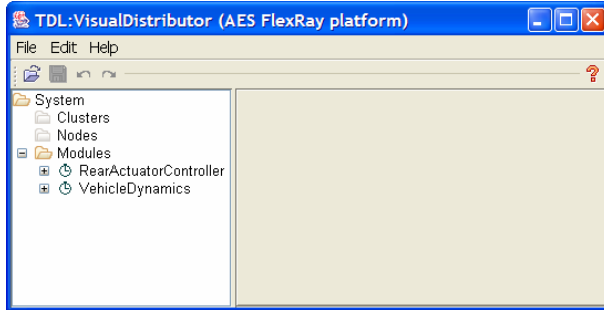 TDL:VisualDistributor (AES FlexRay platform)
File Edit Help
?
System
Clusters
Nodes
Modules
RearActuatorController
VehicleDynamics